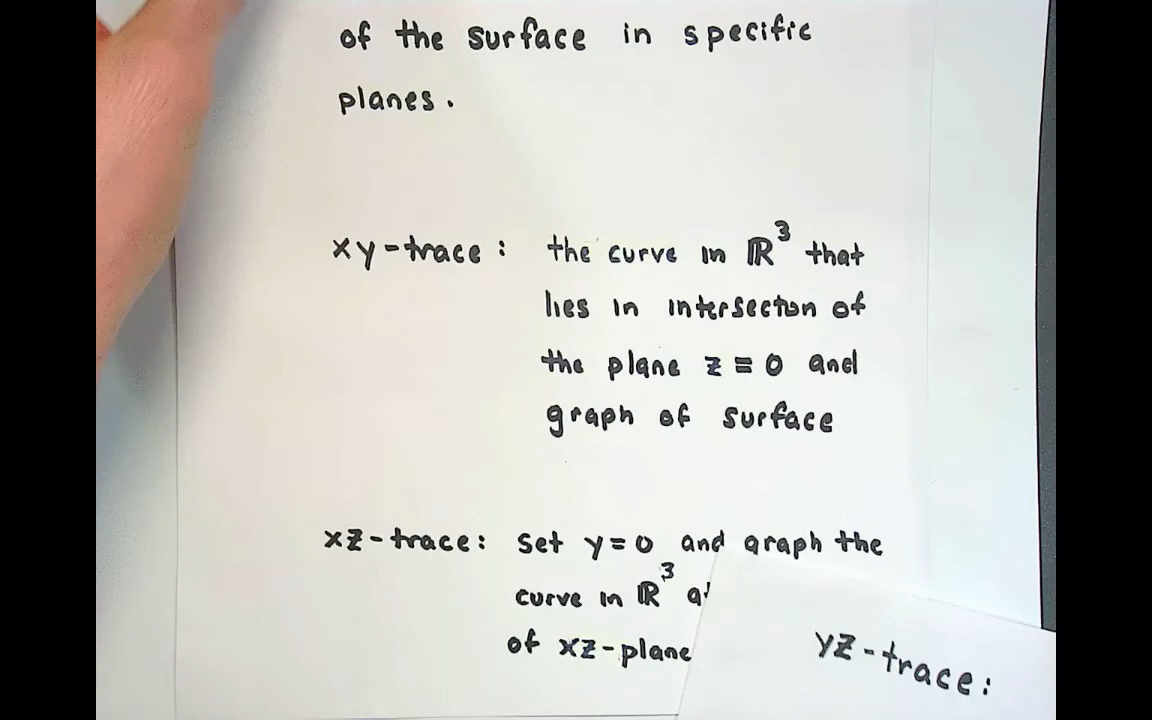 of the surface in specific
planes.
xy-trace: the curve in ℝ³ that
lies in intersection of
the plane z = 0 and
graph of surface
xz-trace: set y=0 and graph the
curve in ℝ³
of xz-plane
yz-trace: